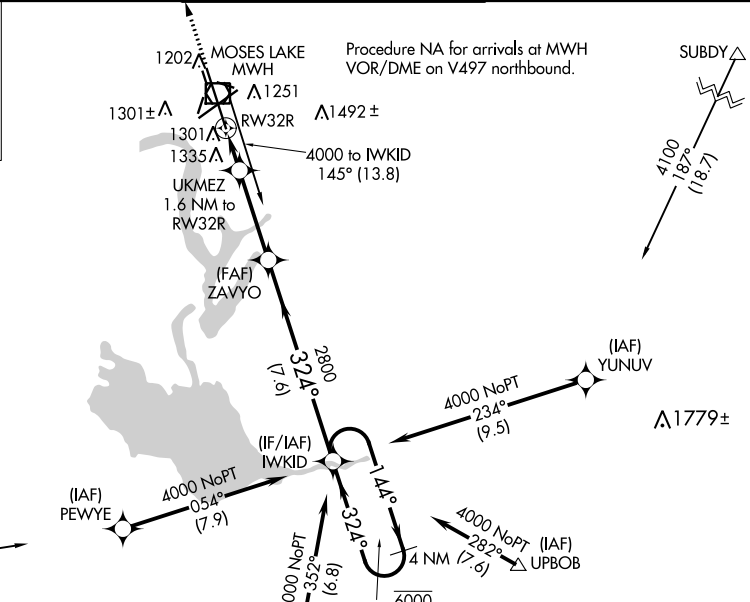 1202
MOSES LAKE
MWH
Procedure NA for arrivals at MWH
VOR/DME on V497 northbound.
SUBDY
1251
1301±
RW32R
1492±
1301
1335
4000 to IWKID
145° (13.8)
4100
187°
(18.7)
UKMEZ
1.6 NM to
RW32R
(FAF)
ZAVYO
2800
324°
(7.6)
(IAF)
YUNUV
4000 NoPT
234°
(9.5)
1779±
(IF/IAF)
IWKID
4000 NoPT
054°
(7.9)
(IAF)
PEWYE
144°
324°
4 NM
4000 NoPT
282°
(7.6)
(IAF)
UPBOB
000 NoPT
352°
(6.8)
6000